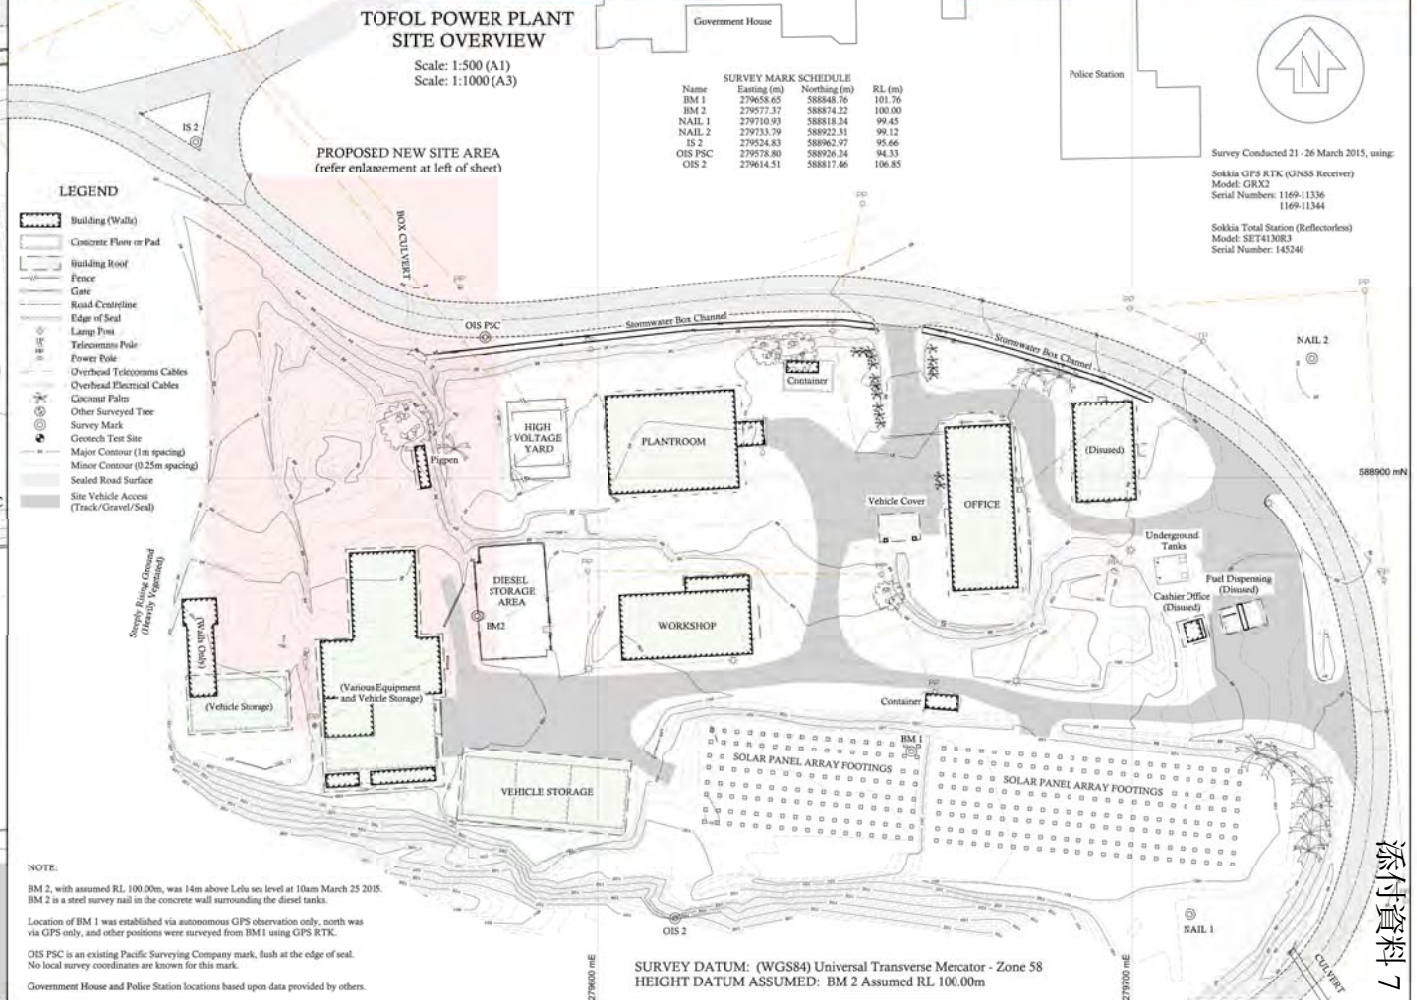 TOFOL POWER PLANT
SITE OVERVIEW
Scale: 1:500 (A1)
Scale: 1:1000 (A3)
Government House
Police Station
N
SURVEY MARK SCHEDULE
Name Easting (m) Northing (m) RL (m)
BM 1 279658.65 588848.76 101.76
BM 2 279577.37 588874.22 100.00
NAIL 1 279710.93 588818.24 99.45
NAIL 2 279733.79 588922.31 99.12
IS 2 279524.83 588962.97 95.66
OIS PSC 279578.80 588926.24 94.33
OIS 2 279614.51 588817.46 106.85
Survey Conducted 21-26 March 2015, using:
Sokkia GPS RTK (GNSS Receiver)
Model: GRX2
Serial Numbers: 1169-11336
1169-11344
Sokkia Total Station (Reflectorless)
Model: SET4130R3
Serial Number: 145240
IS 2
PROPOSED NEW SITE AREA
(refer enlargement at left of sheet)
LEGEND
Building (Walls)
Concrete Floor or Pad
Building Roof
Fence
Gate
Road Centreline
Edge of Seal
Lamp Post
Telecomms Pole
Power Pole
Overhead Telecomms Cables
Overhead Electrical Cables
Coconut Palm
Other Surveyed Tree
Survey Mark
Geotech Test Site
Major Contour (1m spacing)
Minor Contour (0.25m spacing)
Sealed Road Surface
Site Vehicle Access
(Track/Gravel/Seal)
BOX CULVERT
PP
OIS PSC
Stormwater Box Channel
PP
Stormwater Box Channel
PP
PP
NAIL 2
Container
HIGH
VOLTAGE
YARD
PLANTROOM
Pigpen
(Disused)
588900 mN
OFFICE
Vehicle Cover
Underground
Tanks
Fuel Dispensing
(Disused)
Cashier Office
(Disused)
Steeply Rising Ground
(Heavily Vegetated)
(Walls Only)
DIESEL
STORAGE
AREA
BM2
WORKSHOP
(Vehicle Storage)
(Various Equipment
and Vehicle Storage)
Container
BM 1
SOLAR PANEL ARRAY FOOTINGS
SOLAR PANEL ARRAY FOOTINGS
VEHICLE STORAGE
OIS 2
NAIL 1
CULVERT
279600 mE
279700 mE
NOTE:
BM 2, with assumed RL 100.00m, was 14m above Lelu sea level at 10am March 25 2015.
BM 2 is a steel survey nail in the concrete wall surrounding the diesel tanks.
Location of BM 1 was established via autonomous GPS observation only, north was
via GPS only, and other positions were surveyed from BM1 using GPS RTK.
OIS PSC is an existing Pacific Surveying Company mark, flush at the edge of seal.
No local survey coordinates are known for this mark.
Government House and Police Station locations based upon data provided by others.
SURVEY DATUM: (WGS84) Universal Transverse Mercator - Zone 58
HEIGHT DATUM ASSUMED: BM 2 Assumed RL 100.00m
添付資料 7